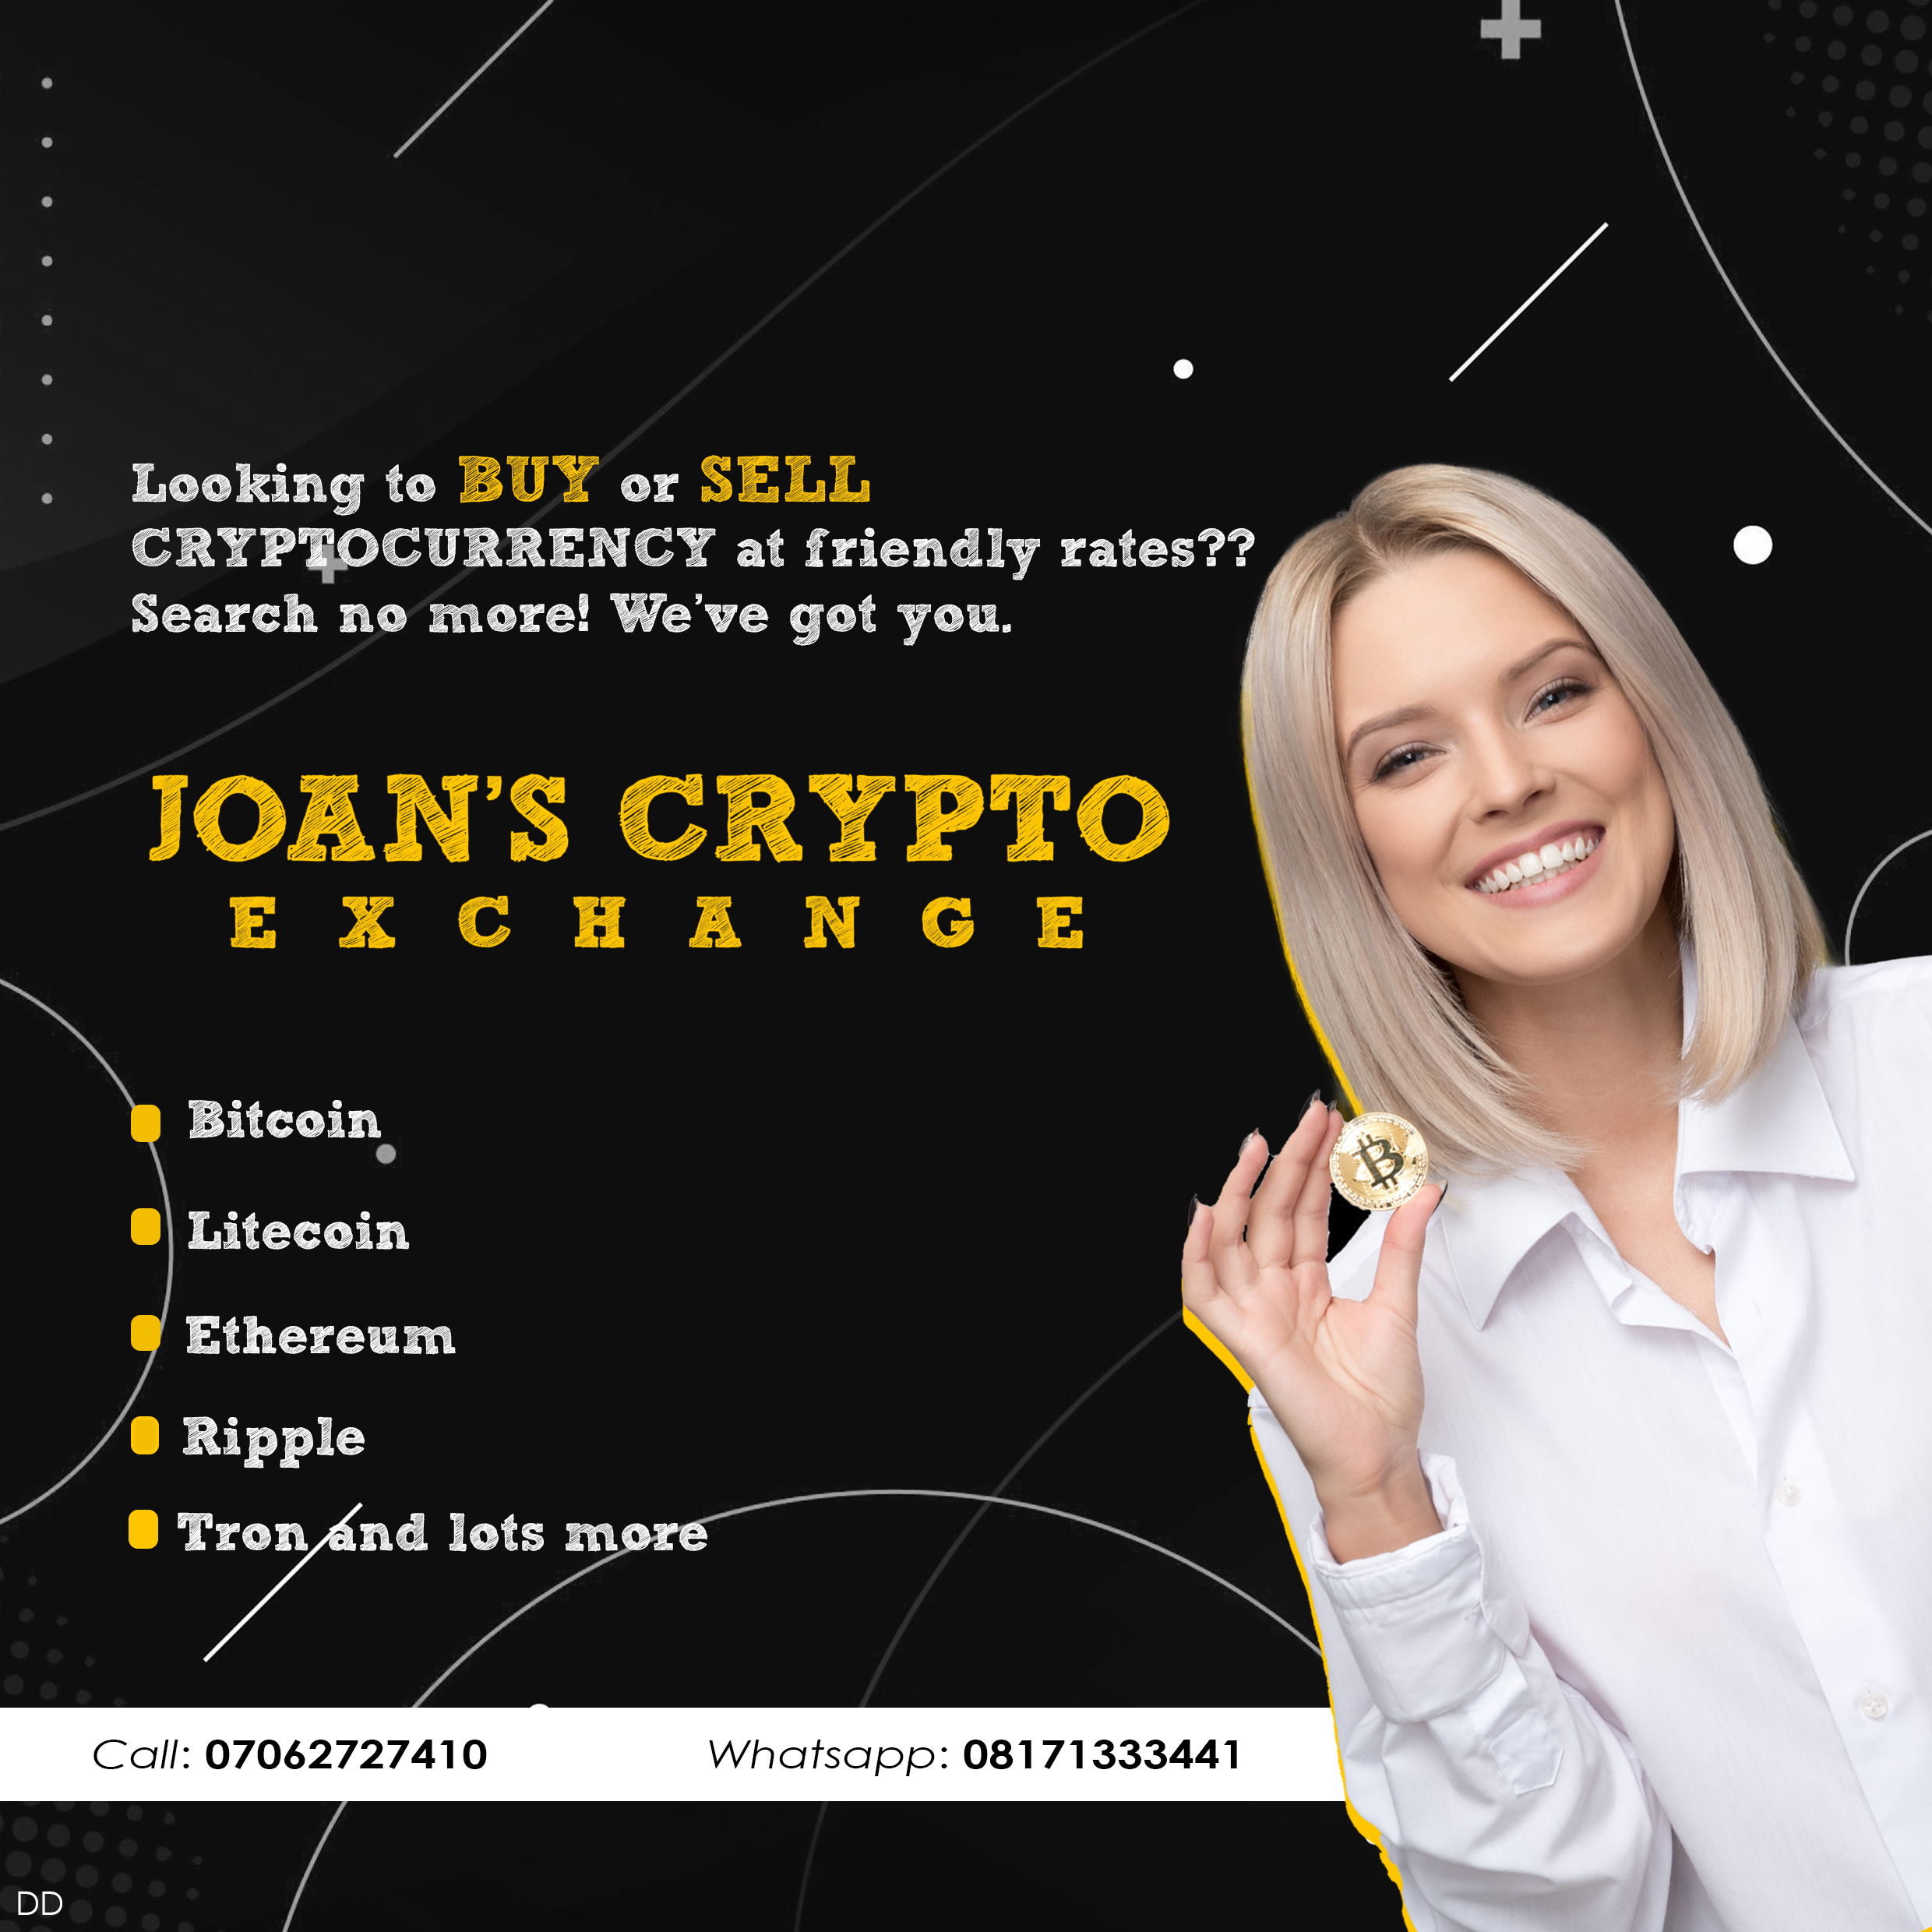 Looking to BUY or SELL
CRYPTOCURRENCY at friendly rates??
Search no more! We've got you.
JOAN'S CRYPTO
EXCHANGE
Bitcoin
Litecoin
Ethereum
Ripple
Tron and lots more
Call: 07062727410 Whatsapp: 08171333441
DD